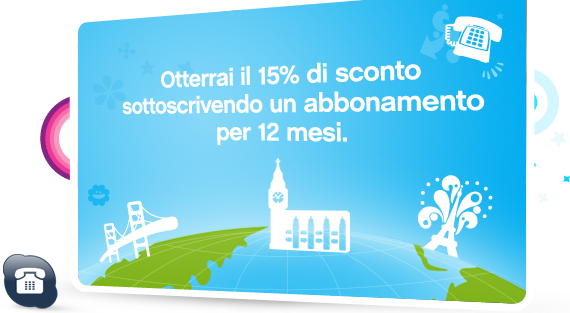 Otterrai il 15% di sconto
sottoscrivendo un abbonamento
per 12 mesi.